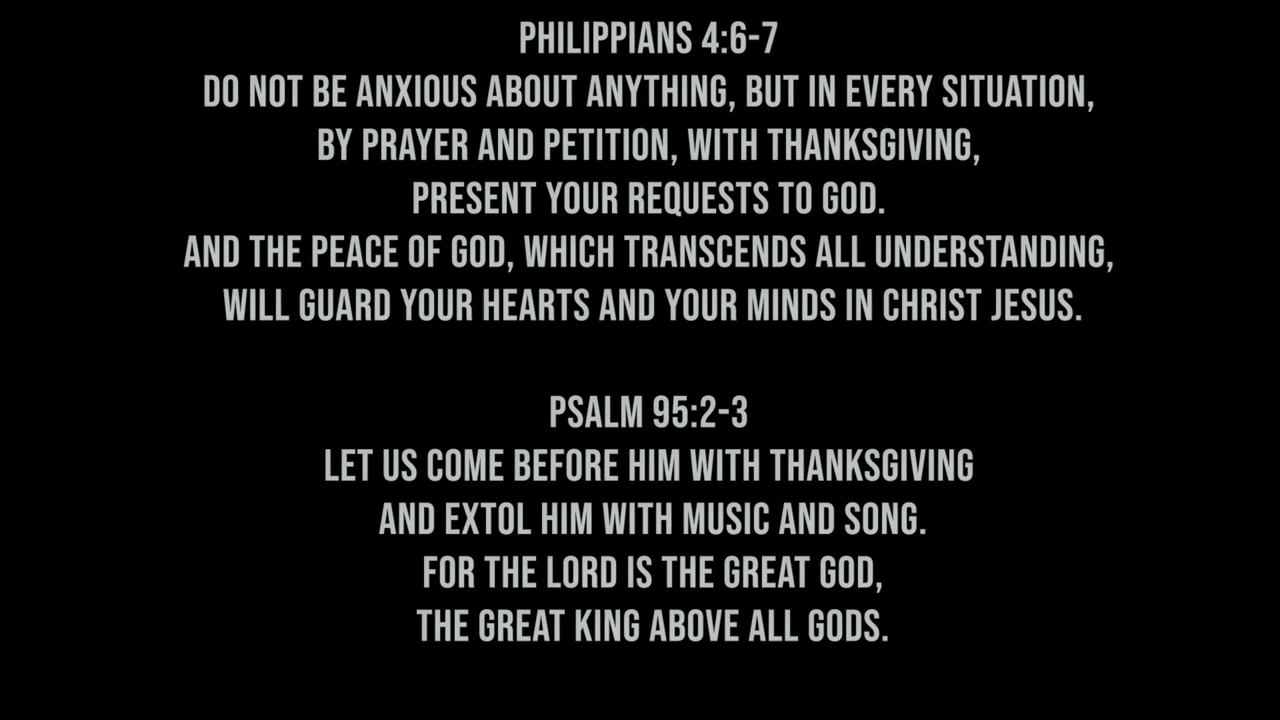 PHILIPPIANS 4:6-7
DO NOT BE ANXIOUS ABOUT ANYTHING, BUT IN EVERY SITUATION,
BY PRAYER AND PETITION, WITH THANKSGIVING,
PRESENT YOUR REQUESTS TO GOD.
AND THE PEACE OF GOD, WHICH TRANSCENDS ALL UNDERSTANDING,
WILL GUARD YOUR HEARTS AND YOUR MINDS IN CHRIST JESUS.
PSALM 95:2-3
LET US COME BEFORE HIM WITH THANKSGIVING
AND EXTOL HIM WITH MUSIC AND SONG.
FOR THE LORD IS THE GREAT GOD,
THE GREAT KING ABOVE ALL GODS.